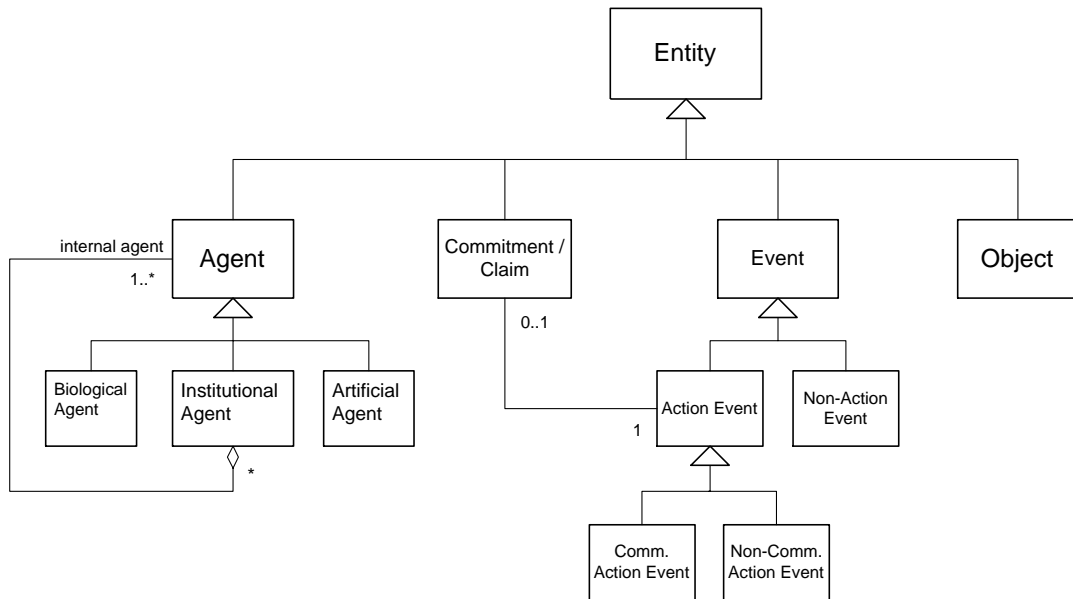 Entity
internal agent
1..*
Agent
Commitment /
Claim
Event
Object
0..1
Biological
Agent
Institutional
Agent
Artificial
Agent
Action Event
Non-Action
Event
1
*
Comm.
Action Event
Non-Comm.
Action Event